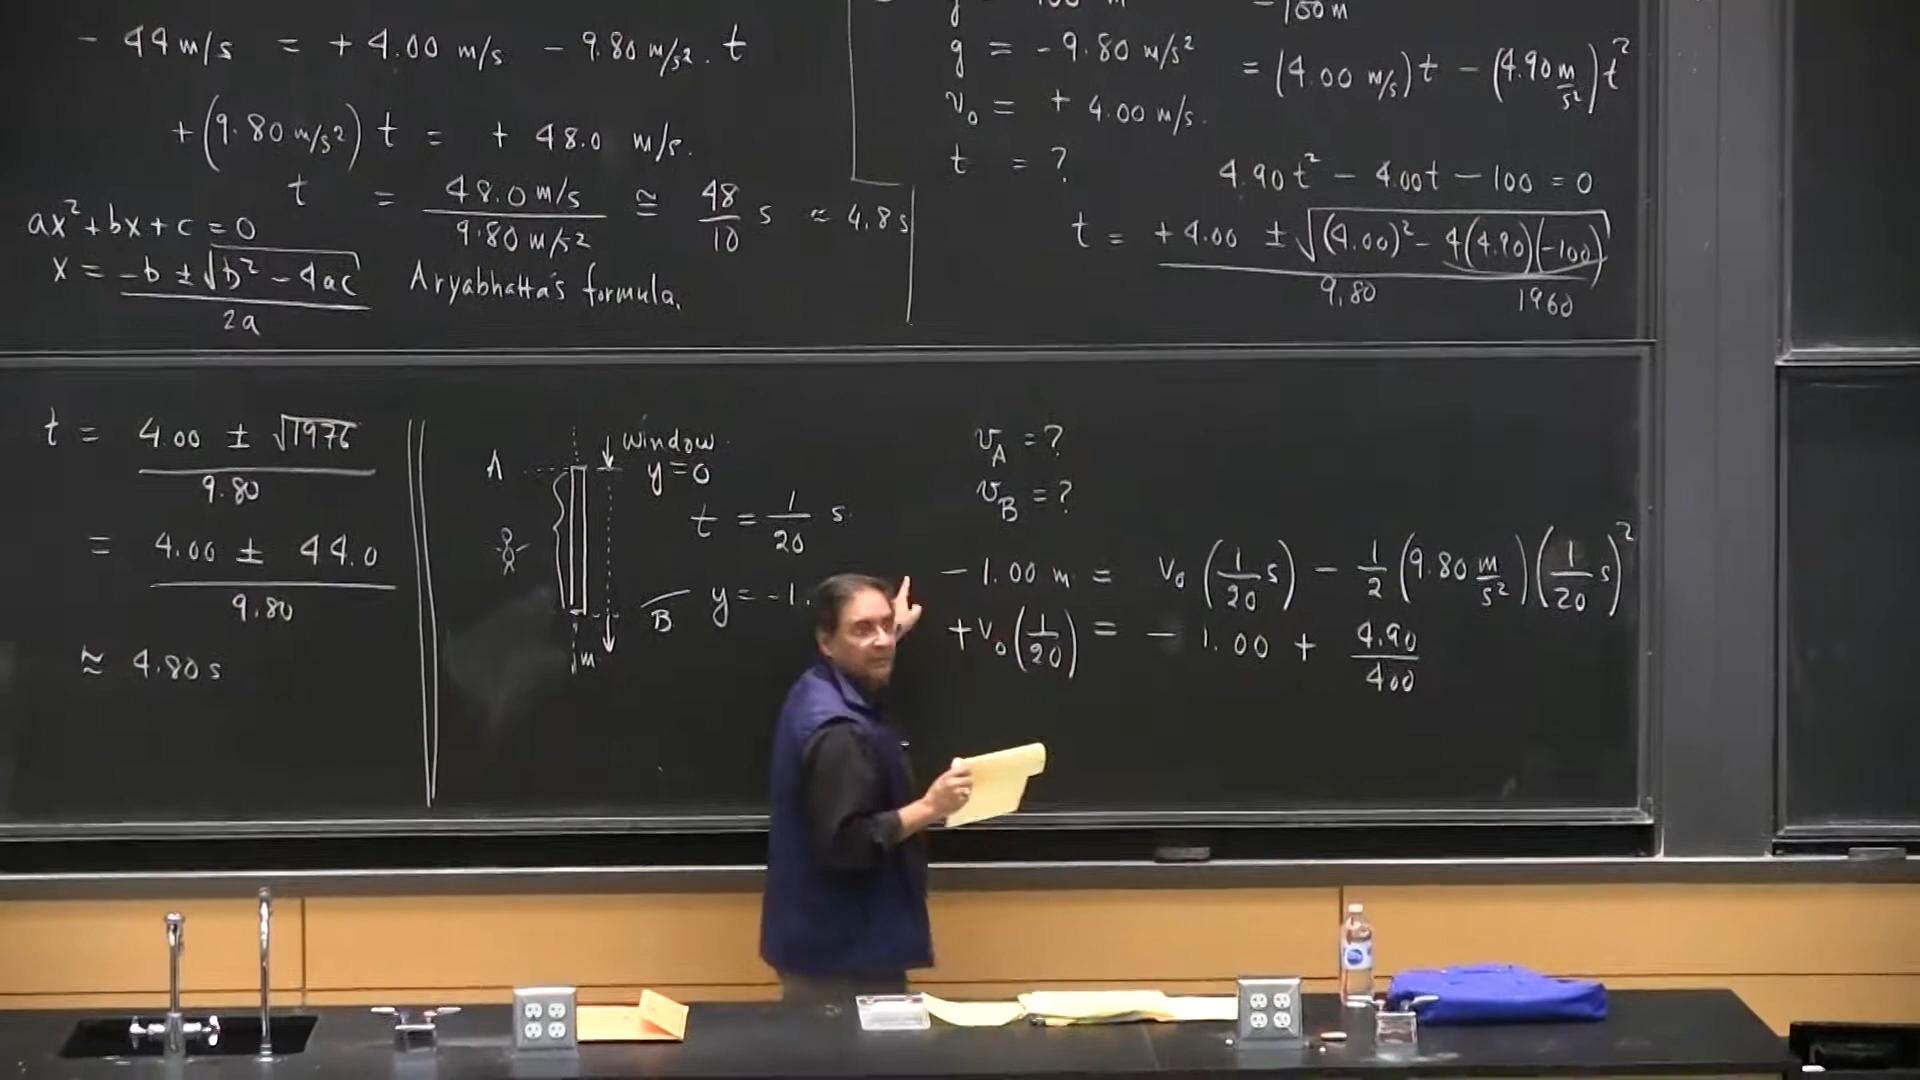 - 44 m/s = + 4.00 m/s - 9.80 m/s². t
+ (9.80 m/s²) t = + 48.0 m/s.
t = 48.0 m/s / 9.80 m/s² ≅ 48/10 s ≈ 4.8 s
ax² + bx + c = 0
x = -b ± √(b² - 4ac) / 2a
Aryabhatta's formula.
g = - 9.80 m/s²
v₀ = + 4.00 m/s.
t = ?
-100 m
= (4.00 m/s) t - (4.90 m/s²) t²
4.90 t² - 4.00t - 100 = 0
t = +4.00 ± √((4.00)² - 4(4.90)(-100)) / 9.80
1960
t = 4.00 ± √1976 / 9.80
= 4.00 ± 44.0 / 9.80
≈ 4.80 s
A
window
y = 0
t = 1/20 s
B y = -1.
m
v_A = ?
v_B = ?
- 1.00 m = v₀ (1/20 s) - 1/2 (9.80 m/s²) (1/20 s)²
+ v₀ (1/20) = - 1.00 + 4.90/400